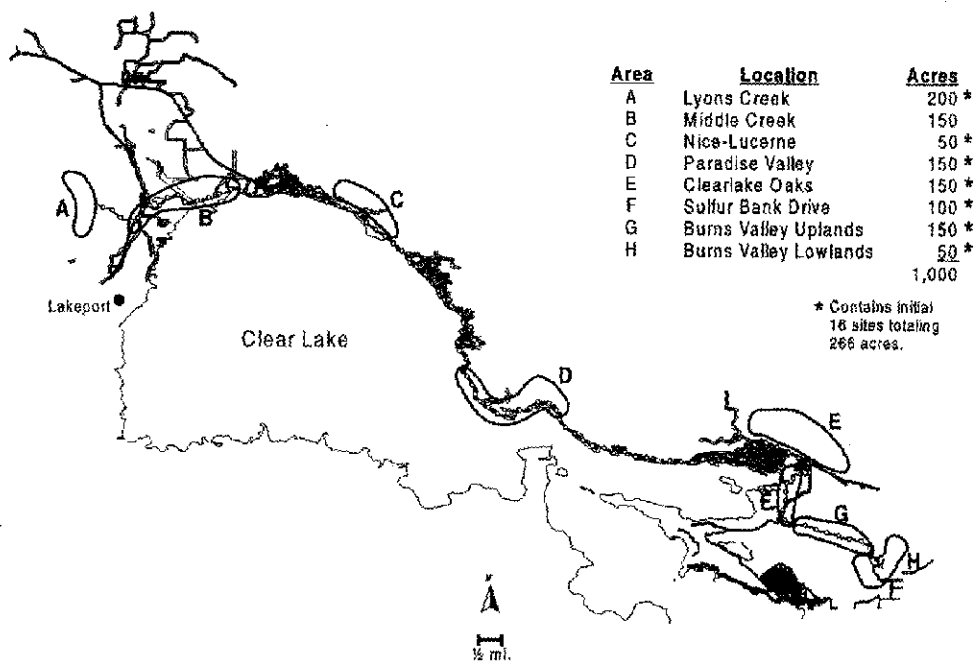 Area Location Acres
A Lyons Creek 200 *
B Middle Creek 150
C Nice-Lucerne 50 *
D Paradise Valley 150 *
E Clearlake Oaks 150 *
F Sulfur Bank Drive 100 *
G Burns Valley Uplands 150 *
H Burns Valley Lowlands 50 *
1,000
* Contains initial
16 sites totaling
266 acres.
A
B
C
Lakeport
Clear Lake
D
E
G
H
½ mi.